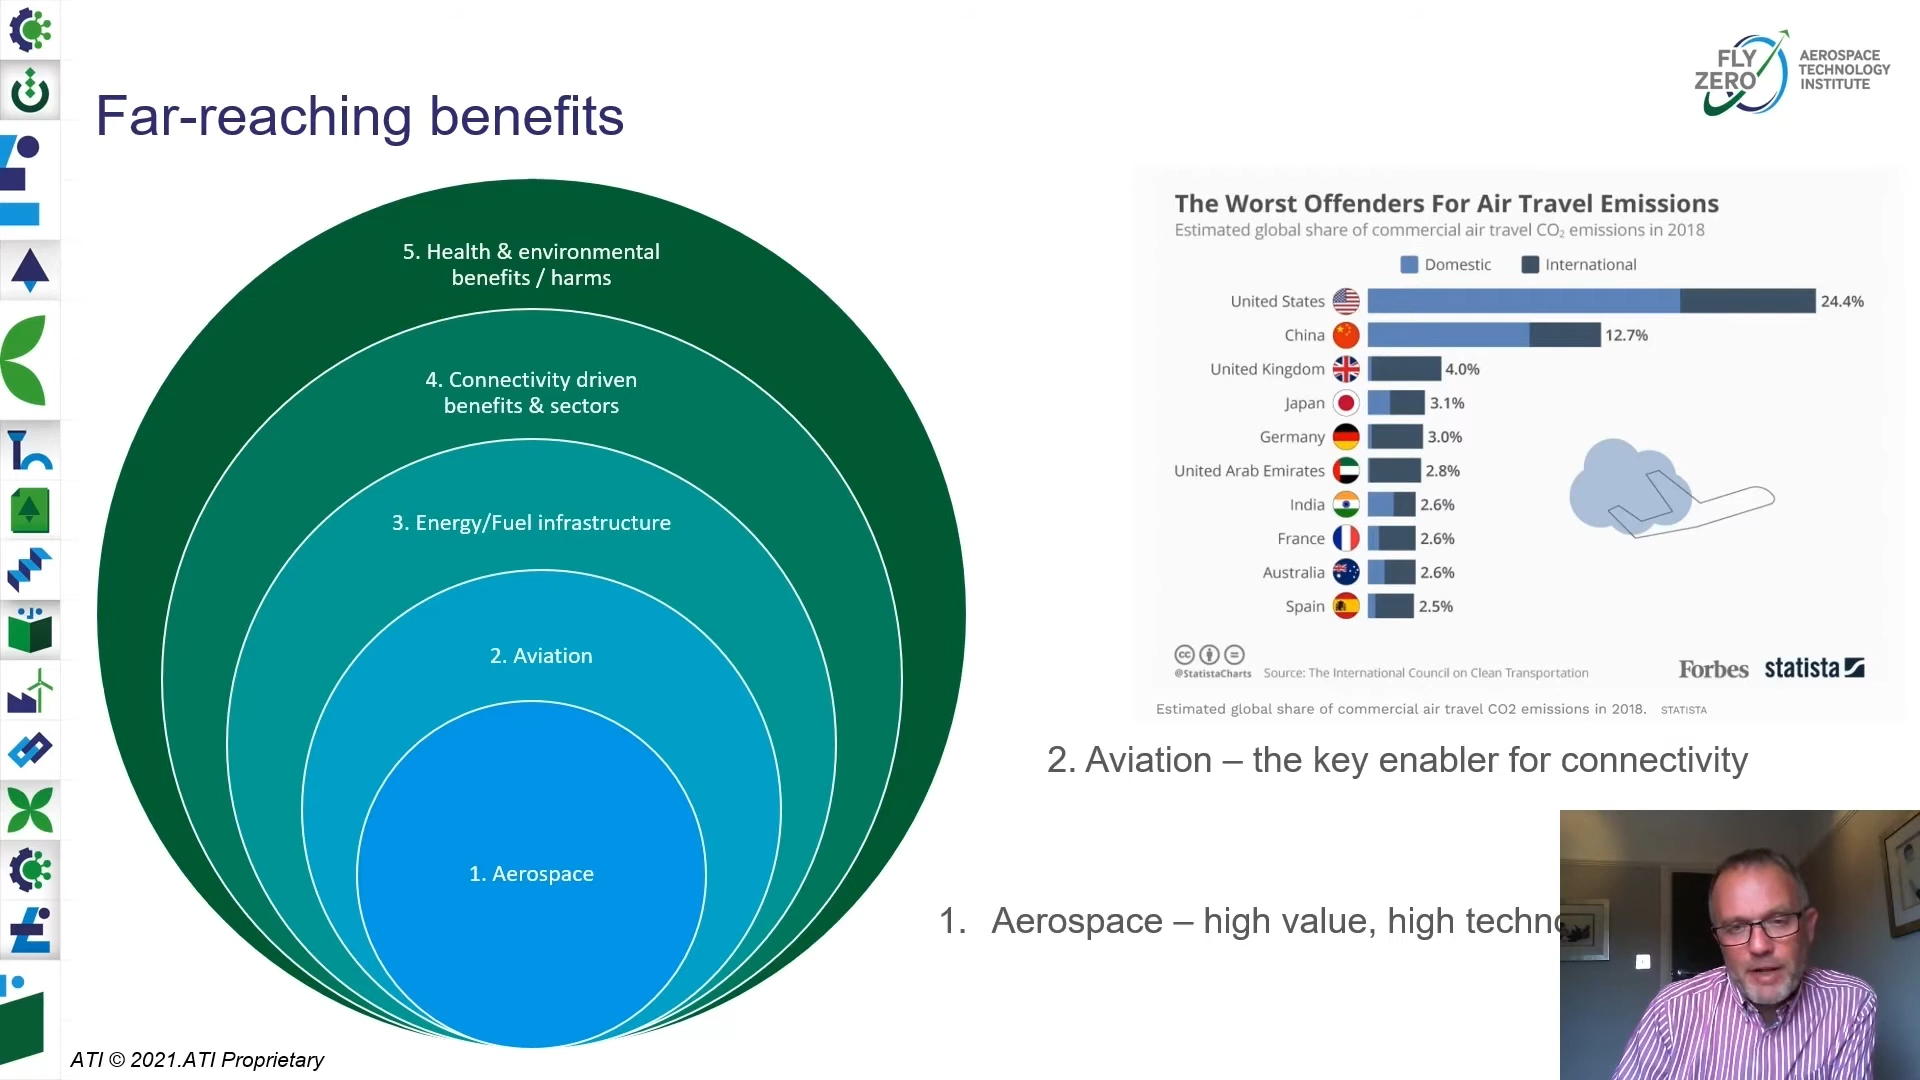 Far-reaching benefits
FLY
ZERO
AEROSPACE
TECHNOLOGY
INSTITUTE
5. Health & environmental
benefits / harms
4. Connectivity driven
benefits & sectors
3. Energy/Fuel infrastructure
2. Aviation
1. Aerospace
The Worst Offenders For Air Travel Emissions
Estimated global share of commercial air travel CO₂ emissions in 2018
Domestic International
United States 24.4%
China 12.7%
United Kingdom 4.0%
Japan 3.1%
Germany 3.0%
United Arab Emirates 2.8%
India 2.6%
France 2.6%
Australia 2.6%
Spain 2.5%
@StatistaCharts Source: The International Council on Clean Transportation
Forbes statista
Estimated global share of commercial air travel CO2 emissions in 2018. STATISTA
2. Aviation – the key enabler for connectivity
1. Aerospace – high value, high techno
ATI © 2021.ATI Proprietary